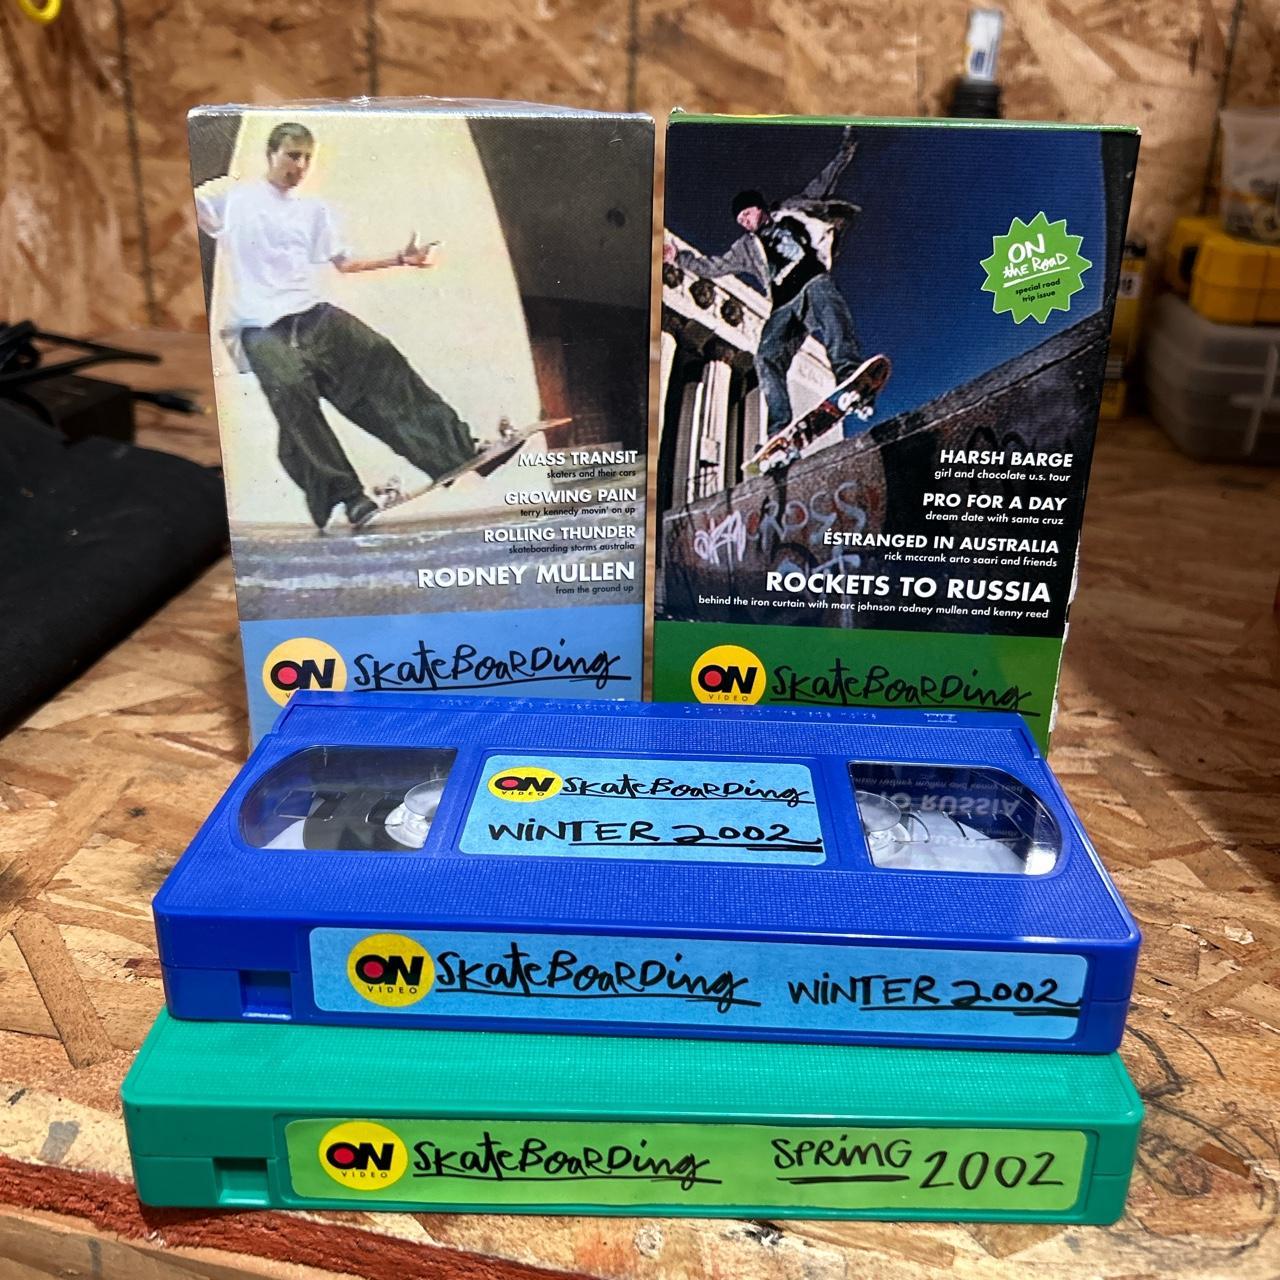 MASS TRANSIT
skaters and their cars
GROWING PAIN
terry kennedy movin' on up
ROLLING THUNDER
skateboarding storms australia
RODNEY MULLEN
from the ground up
ON
VIDEO
SkateBoaRDing
ON
the RoaD
special road
trip issue
HARSH BARGE
girl and chocolate u.s. tour
PRO FOR A DAY
dream date with santa cruz
ÉSTRANGED IN AUSTRALIA
rick mccrank arto saari and friends
ROCKETS TO RUSSIA
behind the iron curtain with marc johnson rodney mullen and kenny reed
ON
VIDEO
SkateBoaRDing
ON
VIDEO
SkateBoaRDing
WiNTER 2002
ON
VIDEO
SkateBoaRDing
WiNTER 2002
ON
VIDEO
SkateBoaRDing
SPRiNG 2002